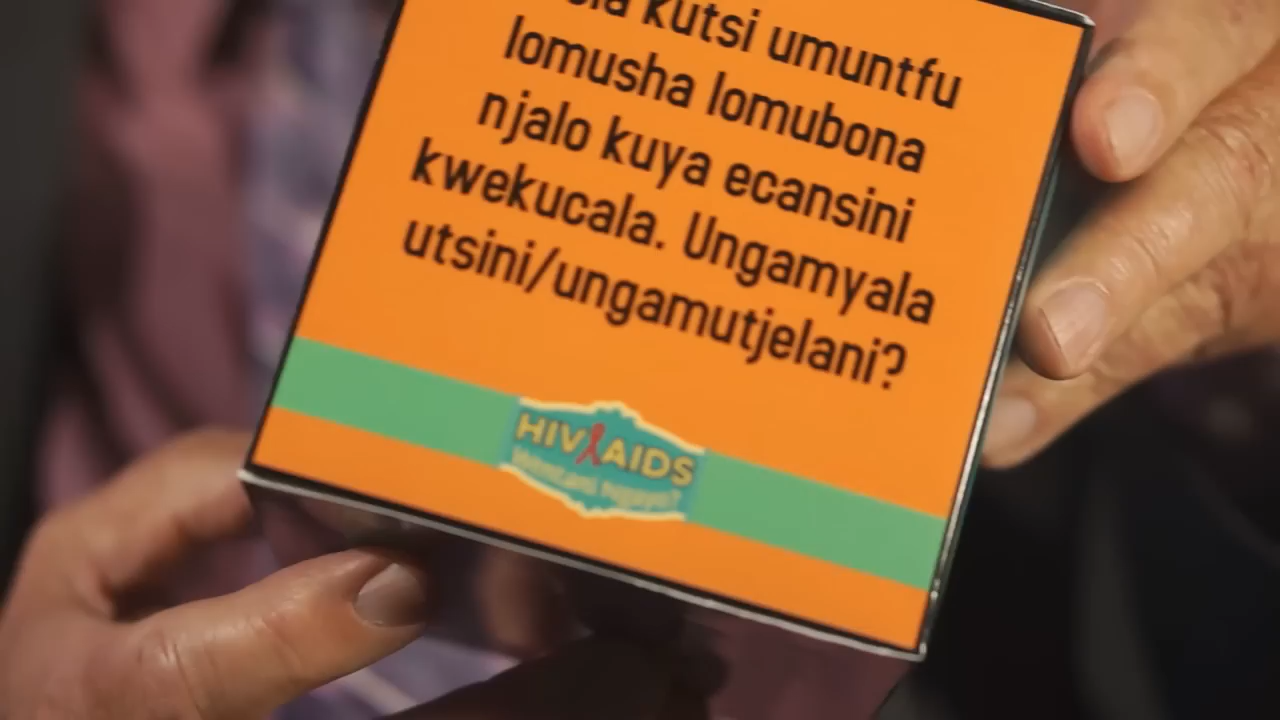 kutsi umuntfu
lomusha lomubona
njalo kuya ecansini
kwekucala. Ungamyala
utsini/ungamutjelani?
HIV AIDS